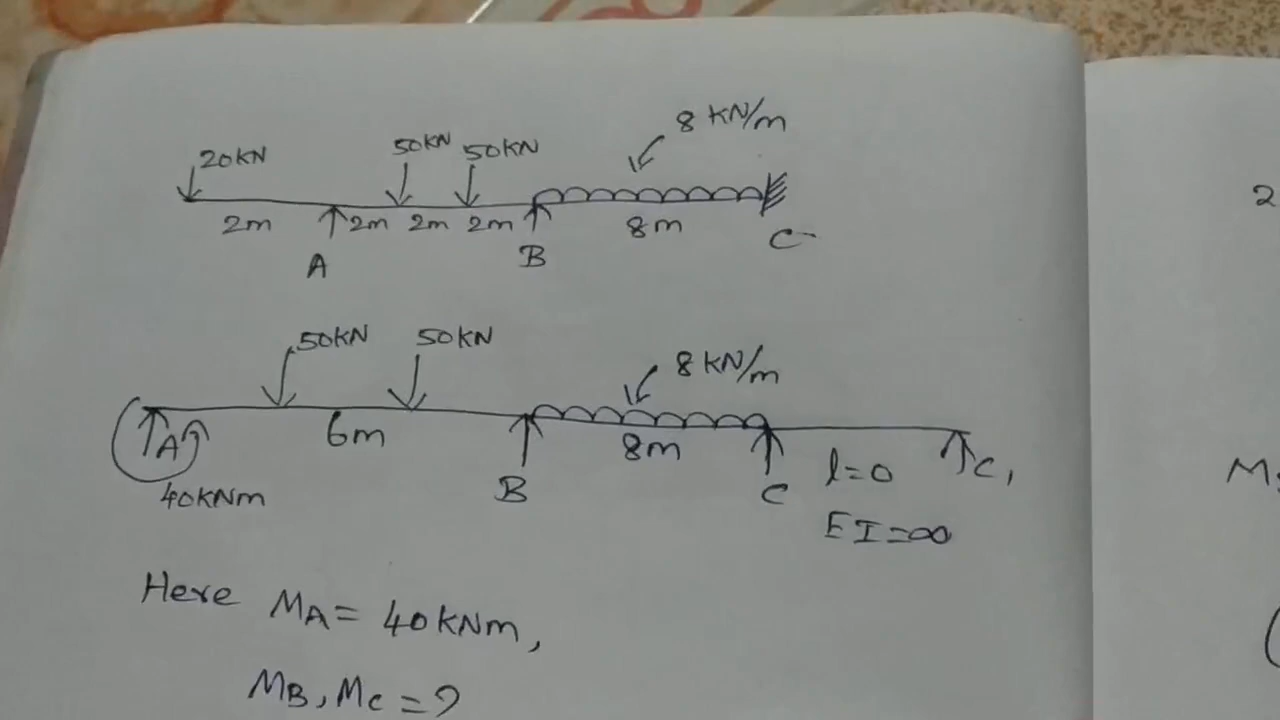 8 KN/m
20KN 50KN 50KN
2m 2m 2m 2m 8m
A B C
2
50KN 50KN 8 KN/m
A 6m 8m l=0 C1
40KNm B C
EI=∞
Here MA= 40KNm,
MB, MC =?